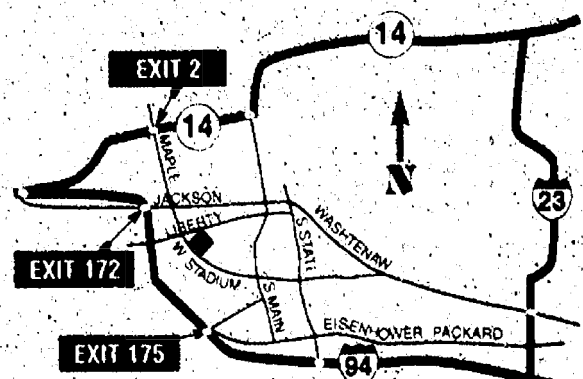 14
EXIT 2
14
MAPLE
N
23
JACKSON
LIBERTY
WASHTENAW
S STATE
EXIT 172
W STADIUM
S MAIN
EISENHOWER PACKARD
EXIT 175
94